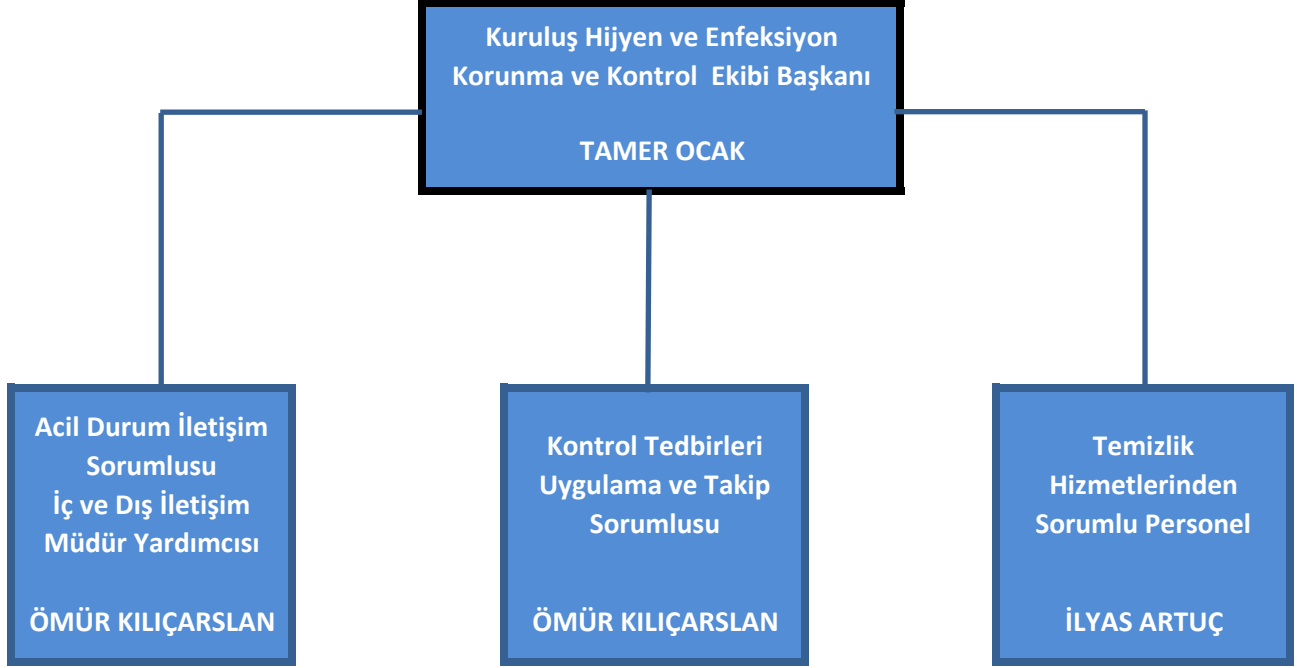 Kuruluş Hijyen ve Enfeksiyon
Korunma ve Kontrol Ekibi Başkanı
TAMER OCAK
Acil Durum İletişim
Sorumlusu
İç ve Dış İletişim
Müdür Yardımcısı
ÖMÜR KILIÇARSLAN
Kontrol Tedbirleri
Uygulama ve Takip
Sorumlusu
ÖMÜR KILIÇARSLAN
Temizlik
Hizmetlerinden
Sorumlu Personel
İLYAS ARTUÇ